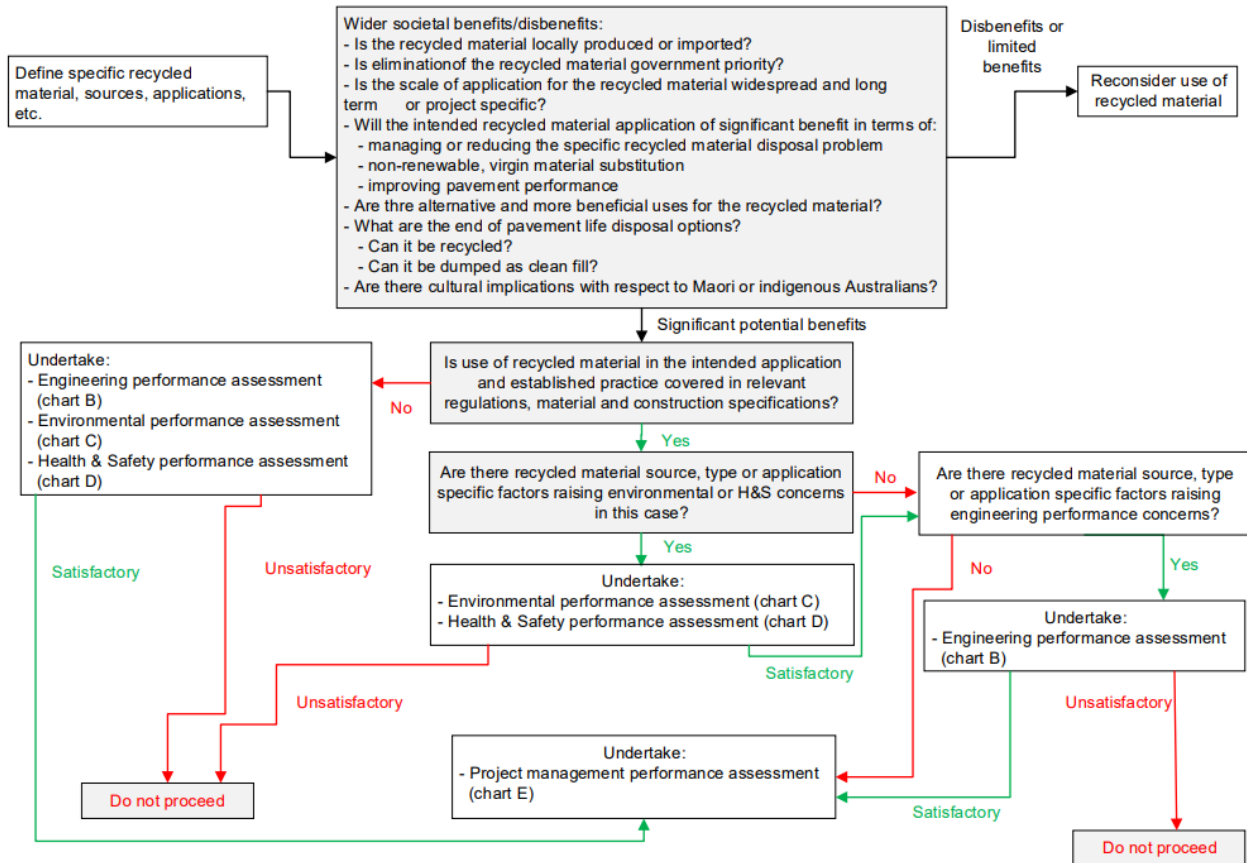 Define specific recycled
material, sources, applications,
etc.
Wider societal benefits/disbenefits:
- Is the recycled material locally produced or imported?
- Is eliminationof the recycled material government priority?
- Is the scale of application for the recycled material widespread and long
term or project specific?
- Will the intended recycled material application of significant benefit in terms of:
- managing or reducing the specific recycled material disposal problem
- non-renewable, virgin material substitution
- improving pavement performance
- Are thre alternative and more beneficial uses for the recycled material?
- What are the end of pavement life disposal options?
- Can it be recycled?
- Can it be dumped as clean fill?
- Are there cultural implications with respect to Maori or indigenous Australians?
Disbenefits or
limited
benefits
Reconsider use of
recycled material
Significant potential benefits
Is use of recycled material in the intended application
and established practice covered in relevant
regulations, material and construction specifications?
No
Undertake:
- Engineering performance assessment
(chart B)
- Environmental performance assessment
(chart C)
- Health & Safety performance assessment
(chart D)
Yes
Are there recycled material source, type or application
specific factors raising environmental or H&S concerns
in this case?
No
Are there recycled material source, type
or application specific factors raising
engineering performance concerns?
Satisfactory
Unsatisfactory
Yes
No
Yes
Undertake:
- Environmental performance assessment (chart C)
- Health & Safety performance assessment (chart D)
Undertake:
- Engineering performance assessment
(chart B)
Satisfactory
Unsatisfactory
Unsatisfactory
Undertake:
- Project management performance assessment
(chart E)
Do not proceed
Satisfactory
Do not proceed